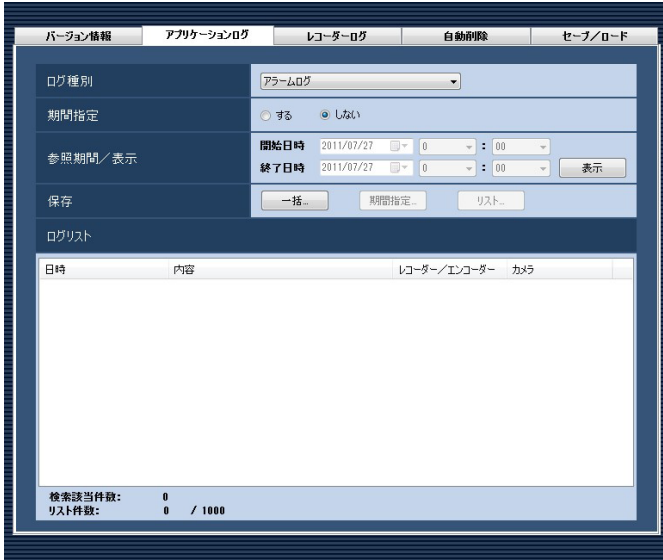 バージョン情報 アプリケーションログ レコーダーログ 自動削除 セーブ／ロード
ログ種別 アラームログ
期間指定 する しない
参照期間／表示 開始日時 2011/07/27 0 : 00
終了日時 2011/07/27 0 : 00 表示
保存 一括... 期間指定... リスト...
ログリスト
日時 内容 レコーダー／エンコーダー カメラ
検索該当件数: 0
リスト件数: 0 / 1000